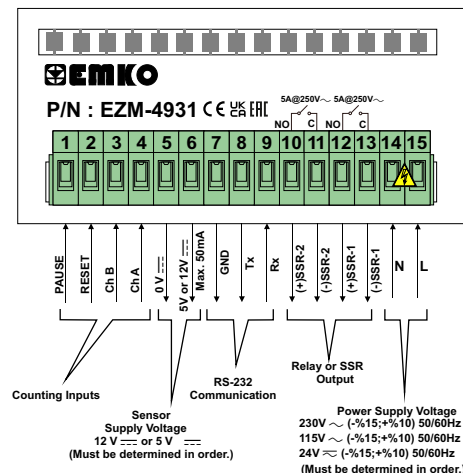 EMKO
P/N : EZM-4931 CE UK CA EAC
5A@250V∼ 5A@250V∼
NO C NO C
1 2 3 4 5 6 7 8 9 10 11 12 13 14 15
PAUSE
RESET
Ch B
Ch A
0 V ⎓
5V or 12V ⎓
Max. 50mA
GND
Tx
Rx
(+)SSR-2
(-)SSR-2
(+)SSR-1
(-)SSR-1
N L
Counting Inputs
Sensor
Supply Voltage
12 V ⎓ or 5 V ⎓
(Must be determined in order.)
RS-232
Communication
Relay or SSR
Output
Power Supply Voltage
230V ∼ (-%15;+%10) 50/60Hz
115V ∼ (-%15;+%10) 50/60Hz
24V ⏦ (-%15;+%10) 50/60Hz
(Must be determined in order.)